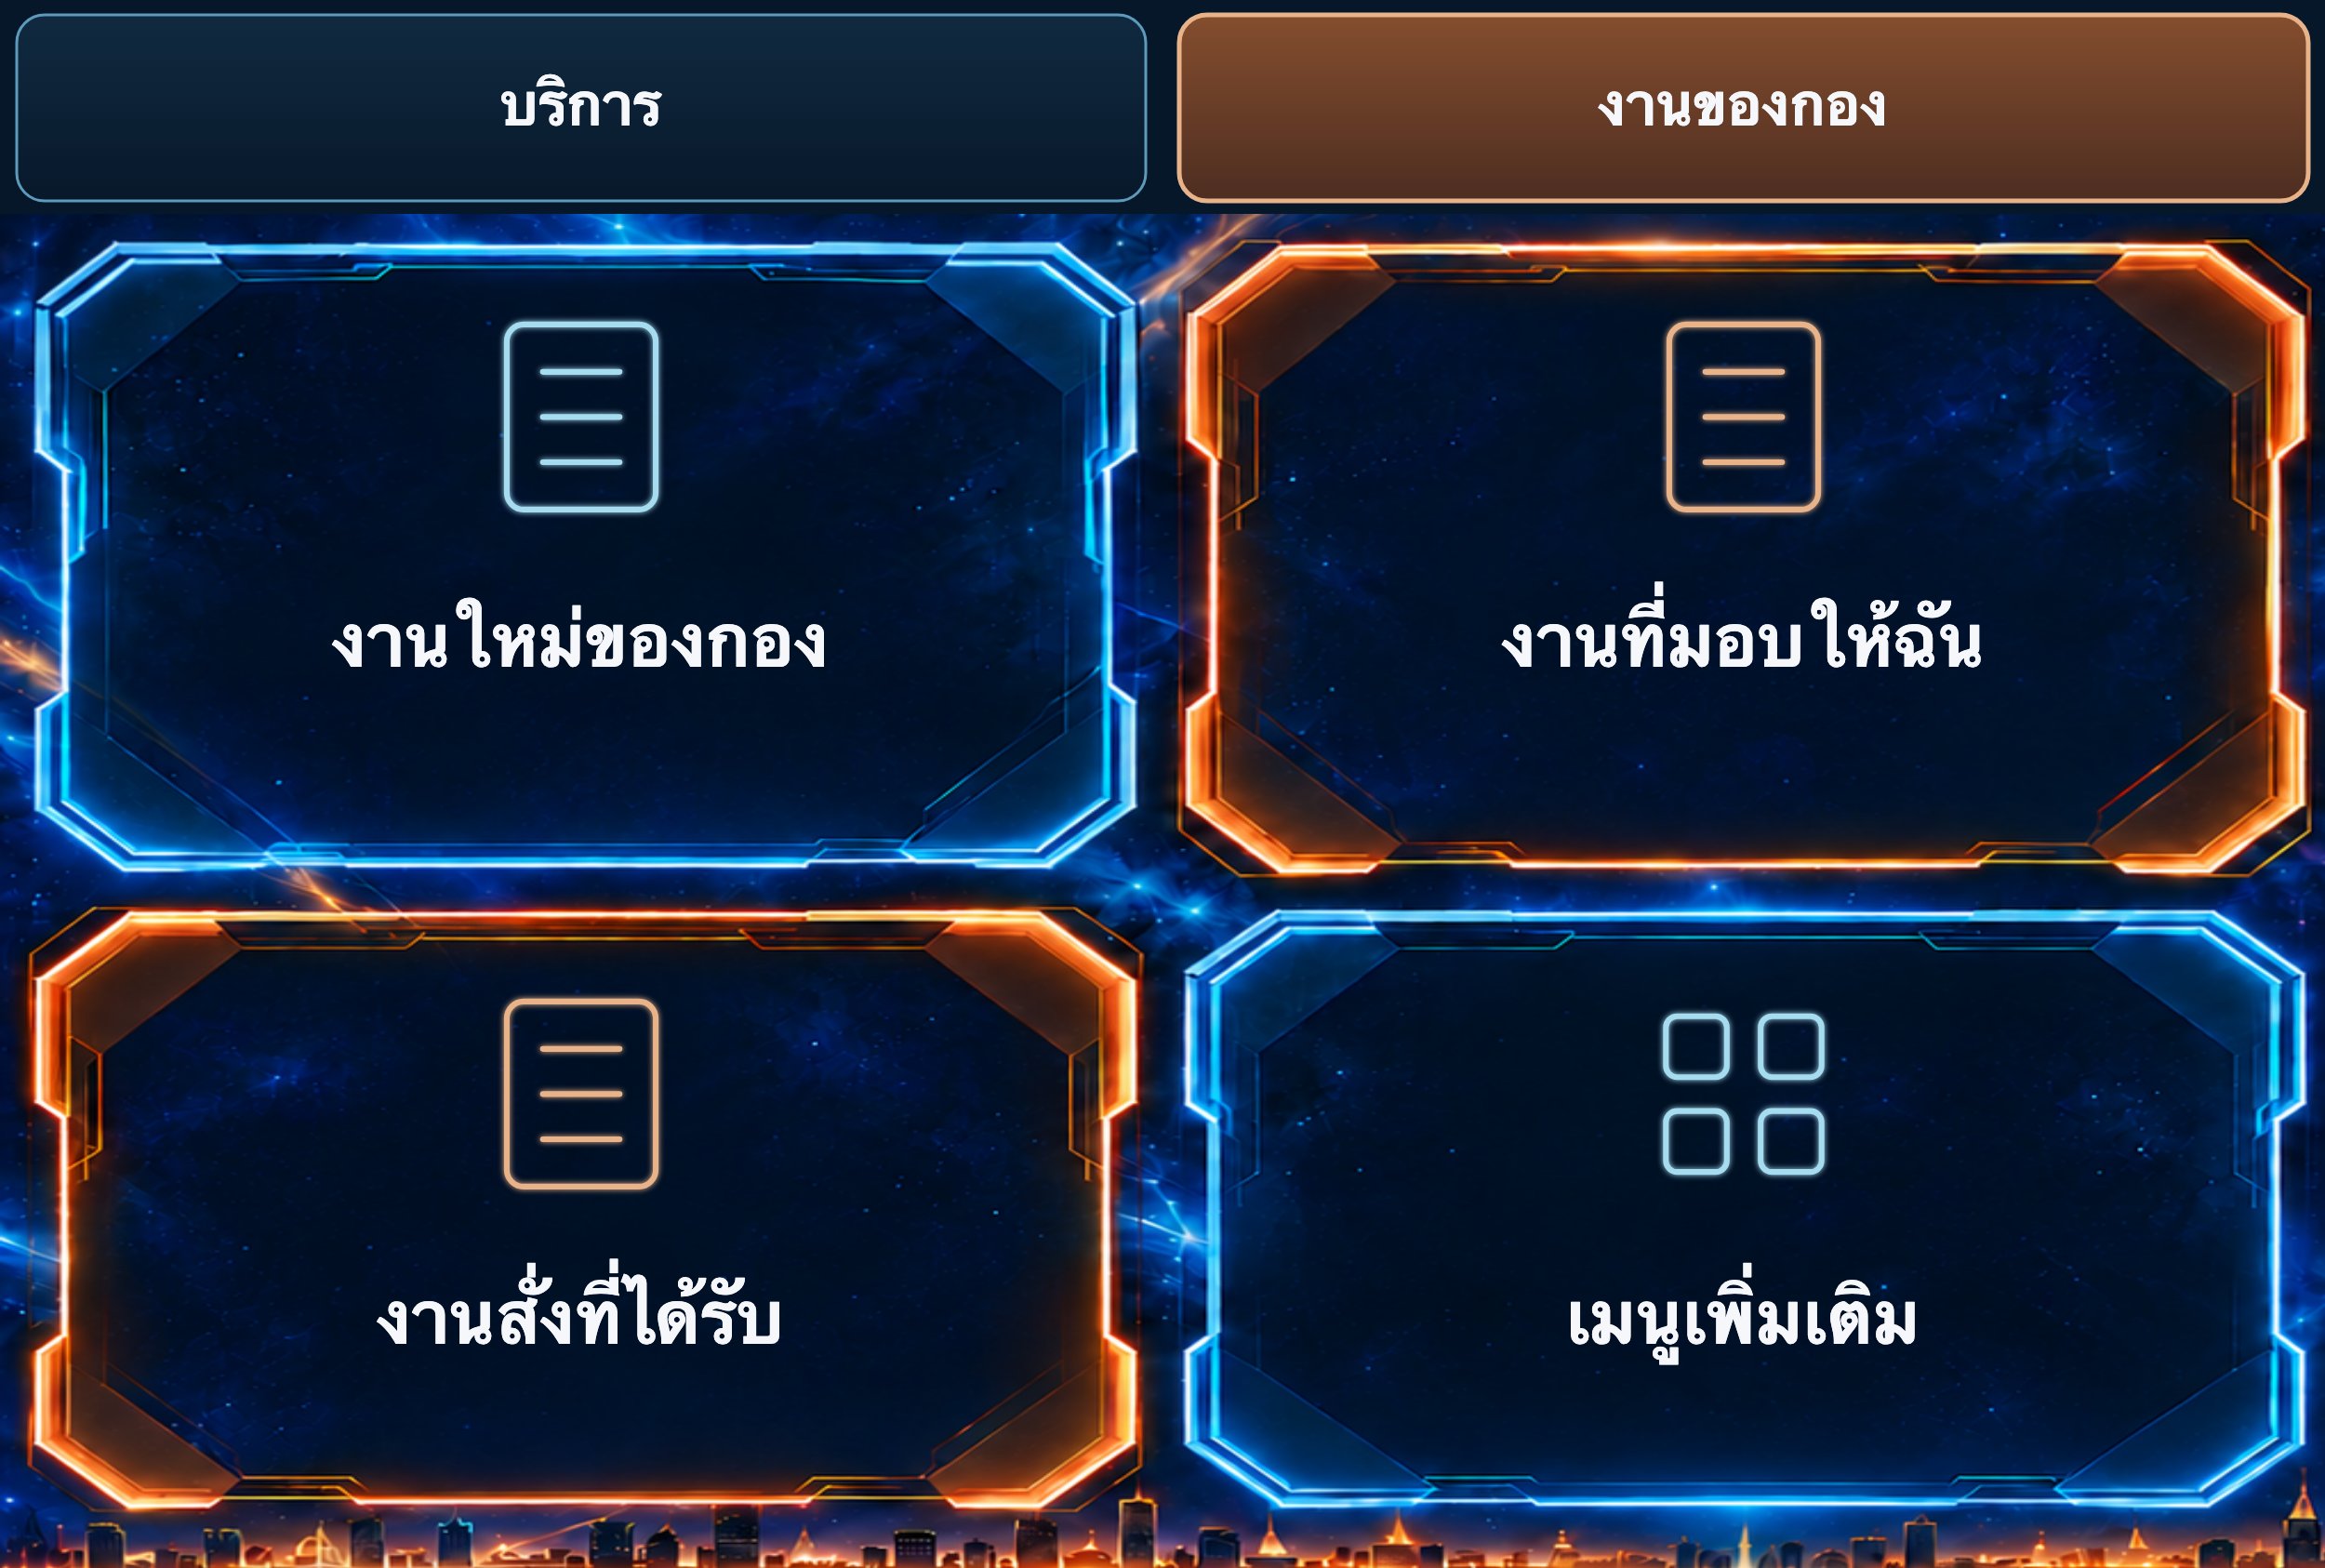 บริการ
งานของกอง
งานใหม่ของกอง
งานที่มอบให้ฉัน
งานสั่งที่ได้รับ
เมนูเพิ่มเติม